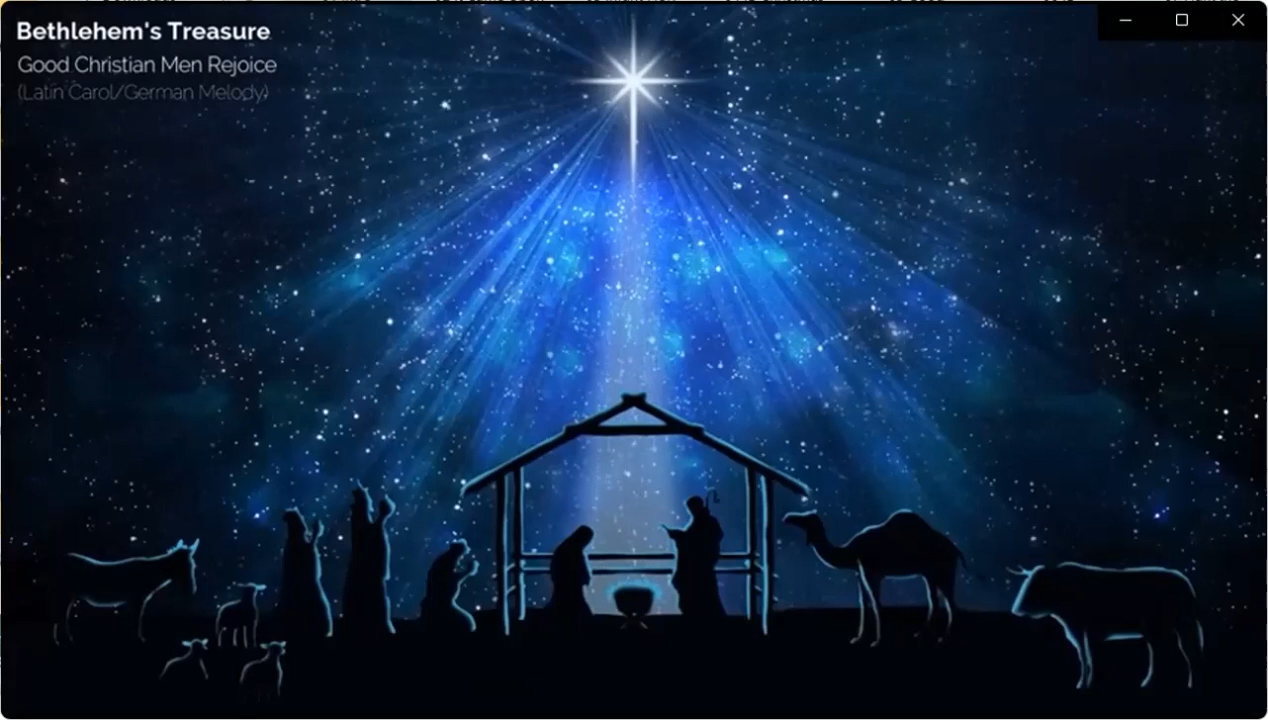 Bethlehem's Treasure
Good Christian Men Rejoice
(Latin Carol/German Melody)